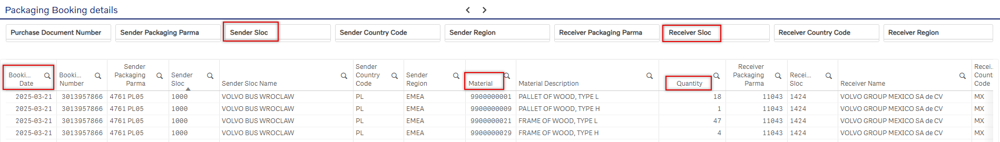 Packaging Booking details
Purchase Document Number Sender Packaging Parma Sender Sloc Sender Country Code Sender Region Receiver Packaging Parma Receiver Sloc Receiver Country Code Receiver Region
Booki... Date Booki... Number Sender Packaging Parma Sender Sloc Sender Sloc Name Sender Country Code Sender Region Material Material Description Quantity Receiver Packaging Parma Recei... Sloc Receiver Name Recei... Count Code
2025-03-21 3013957866 4761 PL05 1000 VOLVO BUS WROCLAW PL EMEA 9900000001 PALLET OF WOOD, TYPE L 18 11043 1424 VOLVO GROUP MEXICO SA de CV MX
2025-03-21 3013957866 4761 PL05 1000 VOLVO BUS WROCLAW PL EMEA 9900000009 PALLET OF WOOD, TYPE H 1 11043 1424 VOLVO GROUP MEXICO SA de CV MX
2025-03-21 3013957866 4761 PL05 1000 VOLVO BUS WROCLAW PL EMEA 9900000021 FRAME OF WOOD, TYPE L 47 11043 1424 VOLVO GROUP MEXICO SA de CV MX
2025-03-21 3013957866 4761 PL05 1000 VOLVO BUS WROCLAW PL EMEA 9900000029 FRAME OF WOOD, TYPE H 4 11043 1424 VOLVO GROUP MEXICO SA de CV MX